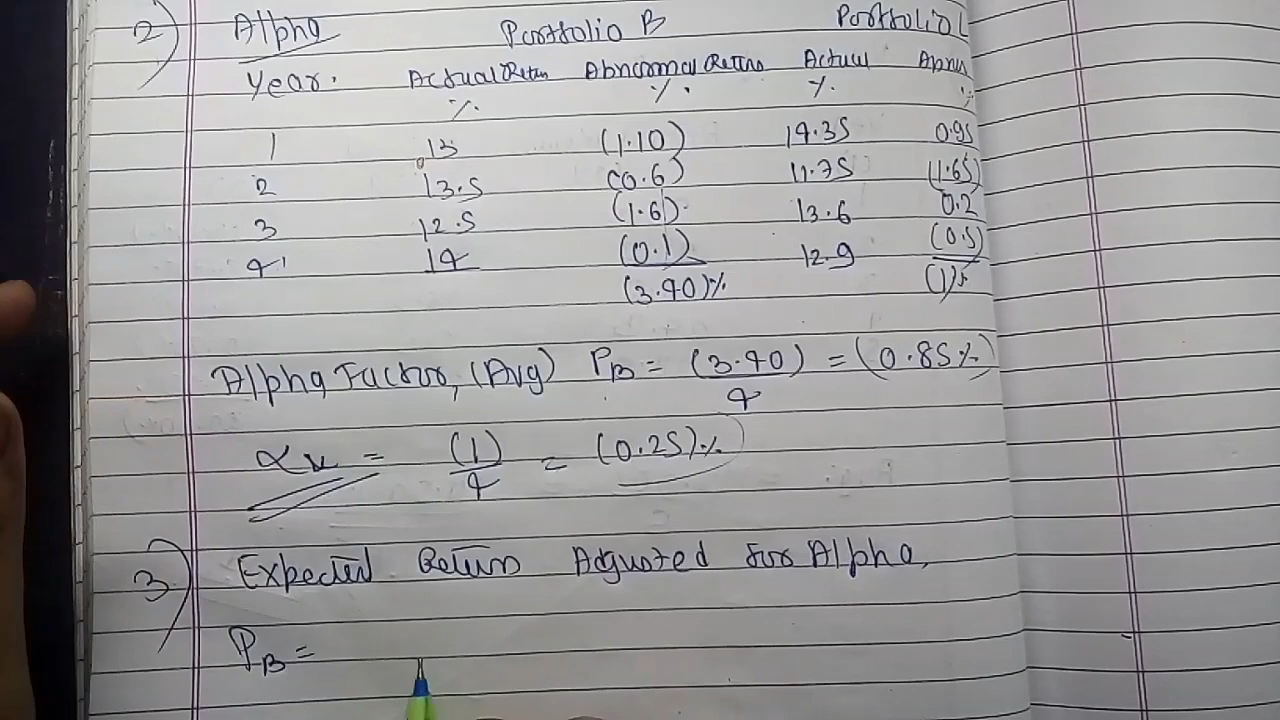 2) Alpha Portfolio B Portfolio L
Year. Actual Return Abnormal Return Actual
%. %. %. %
1 13 (1.10) 14.35 0.95
2 13.5 (0.6) 11.75 (1.65)
3 12.5 (1.6) 13.6 0.2
4 14 (0.1) 12.9 (0.5)
(3.40)% (1)%
Alpha Factor, (Avg) PB = (3.40) = (0.85%)
4
= (1) = (0.25)%
4
3) Expected Return Adjusted for Alpha,
PB =